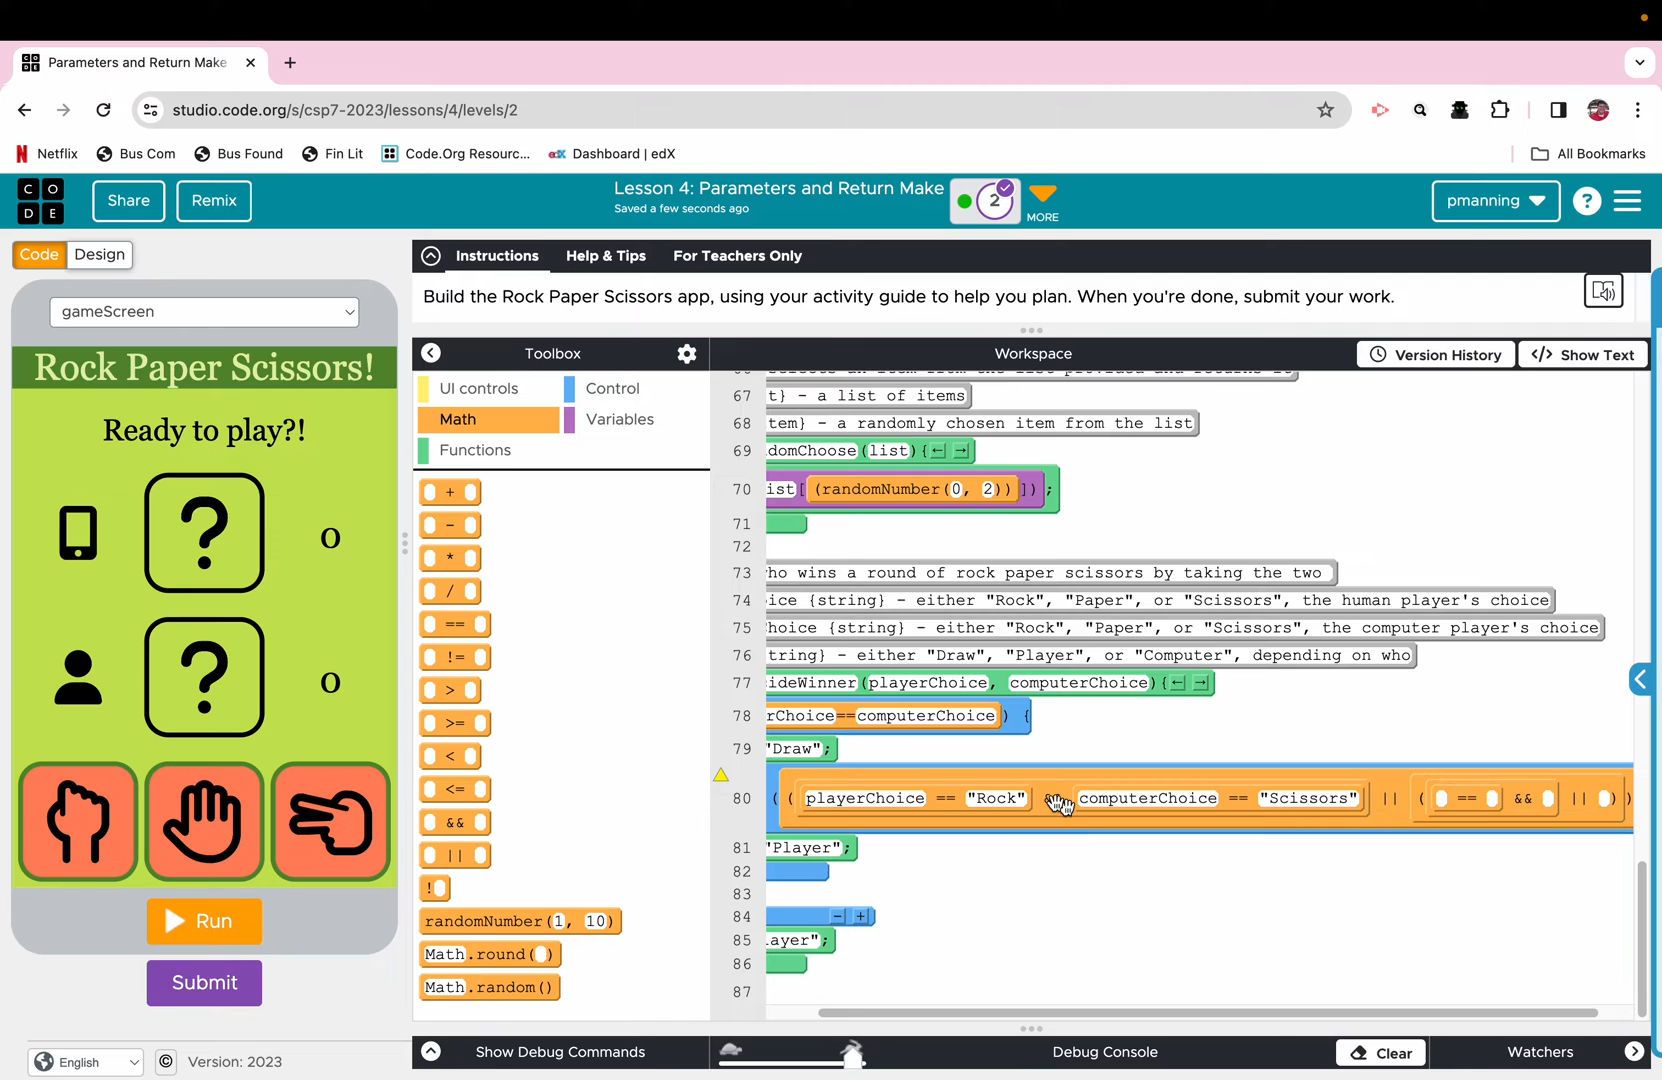 Parameters and Return Make
studio.code.org/s/csp7-2023/lessons/4/levels/2
Netflix
Bus Com
Bus Found
Fin Lit
Code.Org Resourc...
edX
Dashboard | edX
All Bookmarks
C O
D E
Share
Remix
Lesson 4: Parameters and Return Make
Saved a few seconds ago
2
MORE
pmanning
?
Code
Design
Instructions
Help & Tips
For Teachers Only
Build the Rock Paper Scissors app, using your activity guide to help you plan. When you're done, submit your work.
gameScreen
Rock Paper Scissors!
Ready to play?!
?
0
?
0
Run
Submit
English
© Version: 2023
Toolbox
Workspace
Version History
</> Show Text
UI controls
Control
Math
Variables
Functions
+
-
*
/
==
!=
>
>=
<
<=
&&
||
!
randomNumber(1, 10)
Math.round( )
Math.random()
67 t} - a list of items
68 tem} - a randomly chosen item from the list
69 domChoose(list){
70 ist[(randomNumber(0, 2))]);
71
72
73 ho wins a round of rock paper scissors by taking the two
74 ice {string} - either "Rock", "Paper", or "Scissors", the human player's choice
75 hoice {string} - either "Rock", "Paper", or "Scissors", the computer player's choice
76 tring} - either "Draw", "Player", or "Computer", depending on who
77 ideWinner(playerChoice, computerChoice){
78 rChoice==computerChoice) {
79 "Draw";
80 ( ( playerChoice == "Rock" computerChoice == "Scissors" || ( == && || ) )
81 "Player";
82
83
84 - +
85 layer";
86
87
Show Debug Commands
Debug Console
Clear
Watchers